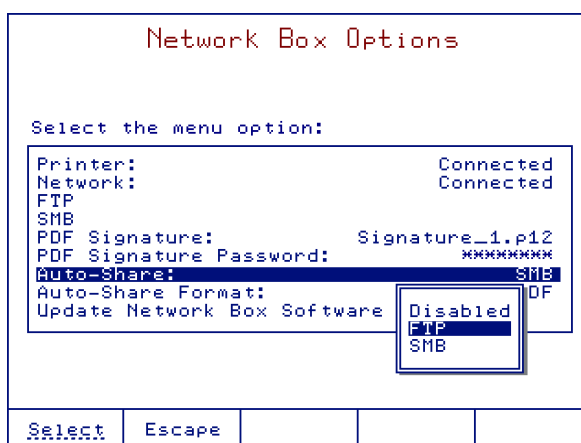 Network Box Options
Select the menu option:
Printer: Connected
Network: Connected
FTP
SMB
PDF Signature: Signature_1.p12
PDF Signature Password: ********
Auto-Share: SMB
Auto-Share Format: DF
Update Network Box Software
Disabled
FTP
SMB
Select Escape